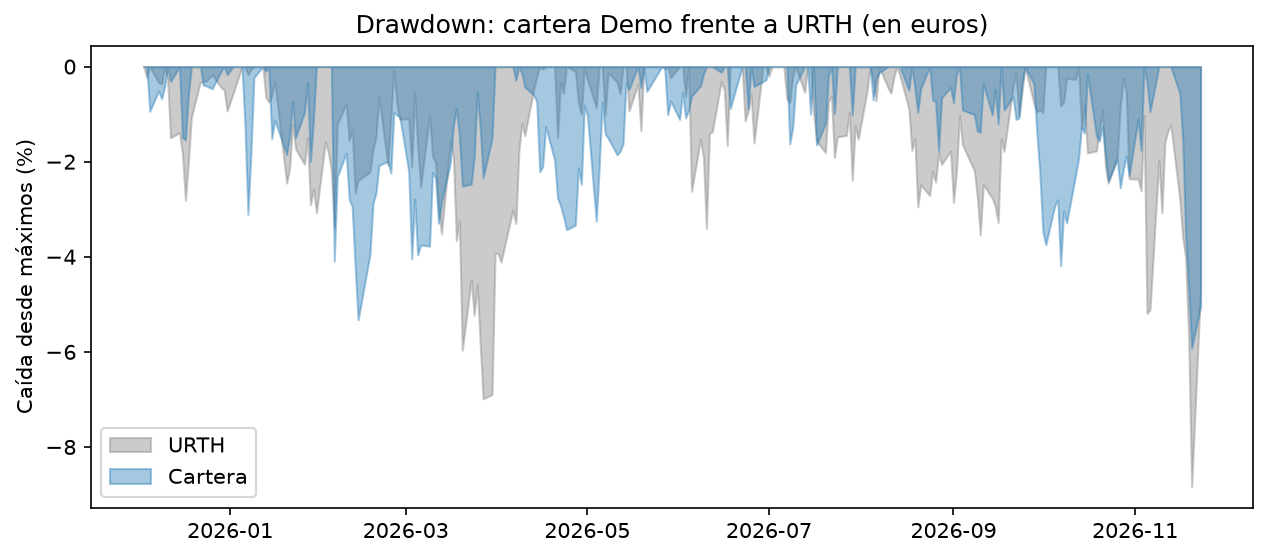 Drawdown: cartera Demo frente a URTH (en euros)
Caída desde máximos (%)
0
−2
−4
−6
−8
URTH
Cartera
2026-01
2026-03
2026-05
2026-07
2026-09
2026-11